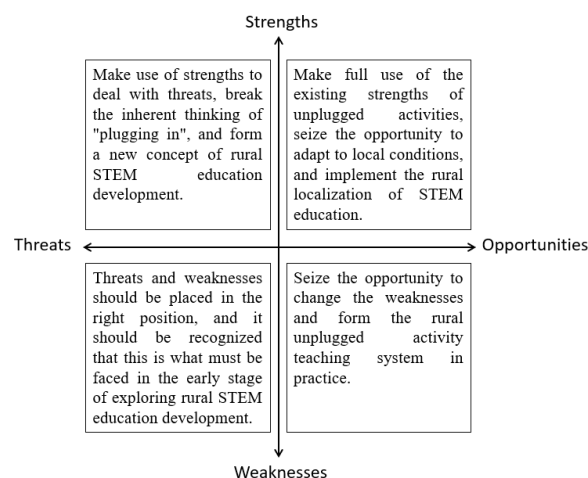 Strengths
Make use of strengths to
deal with threats, break
the inherent thinking of
"plugging in", and form
a new concept of rural
STEM education
development.
Make full use of the
existing strengths of
unplugged activities,
seize the opportunity to
adapt to local conditions,
and implement the rural
localization of STEM
education.
Threats
Opportunities
Threats and weaknesses
should be placed in the
right position, and it
should be recognized
that this is what must be
faced in the early stage
of exploring rural STEM
education development.
Seize the opportunity to
change the weaknesses
and form the rural
unplugged activity
teaching system in
practice.
Weaknesses